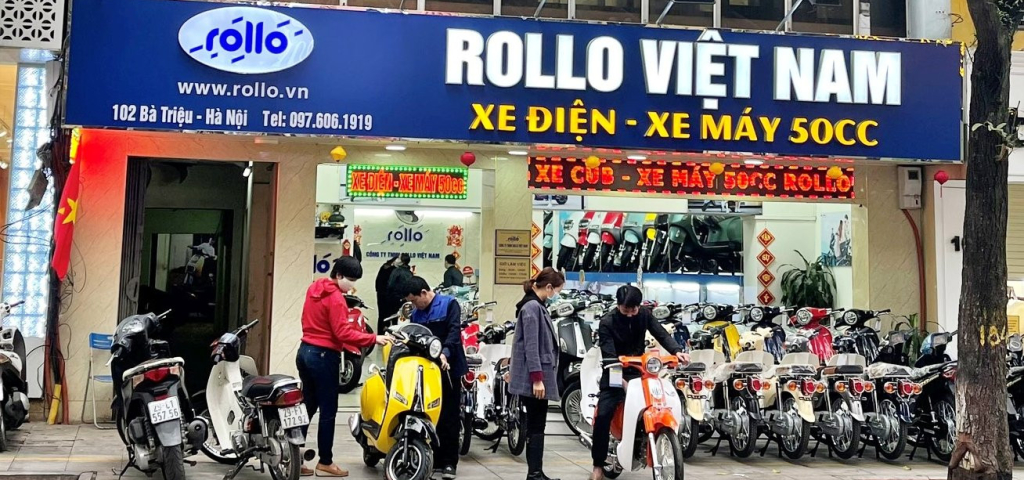 rolló
ROLLO VIỆT NAM
www.rollo.vn
102 Bà Triệu - Hà Nội Tel: 097.606.1919
XE ĐIỆN - XE MÁY 50CC
XE ĐIỆN-XE MÁY 50cc
XE CUB - XE MÁY 50CC ROLLO
rollo
CÔNG TY TNHH ROLLO VIỆT NAM